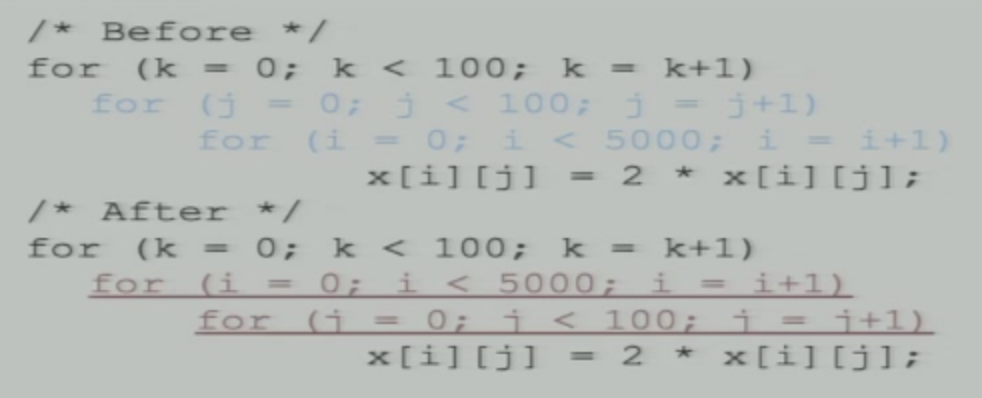 /* Before */
for (k = 0; k < 100; k = k+1)
for (j = 0; j < 100; j = j+1)
for (i = 0; i < 5000; i = i+1)
x[i][j] = 2 * x[i][j];
/* After */
for (k = 0; k < 100; k = k+1)
for (i = 0; i < 5000; i = i+1)
for (j = 0; j < 100; j = j+1)
x[i][j] = 2 * x[i][j];